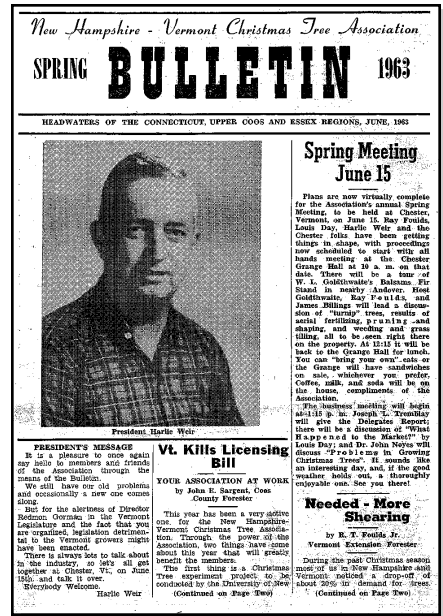 New Hampshire - Vermont Christmas Tree Association
SPRING BULLETIN 1963
HEADWATERS OF THE CONNECTICUT, UPPER COOS AND ESSEX REGIONS, JUNE, 1963
President Harlie Weir
PRESIDENT'S MESSAGE
It is a pleasure to once again
say hello to members and friends
of the Association through the
means of the Bulletin.
We still have our old problems
and occasionally a new one comes
along.
But for the alertness of Director
Redmon German in the Vermont
Legislature and the fact that you
are organized, legislation detrimen-
tal to the Vermont growers might
have been enacted.
There is always lots to talk about
in the industry, so let's all get
together at Chester, Vt., on June
15th, and talk it over.
Everybody Welcome,
Harlie Weir
Vt. Kills Licensing
Bill
YOUR ASSOCIATION AT WORK
by John E. Sargent, Coos
County Forester
This year has been a very active
one, for the New Hampshire-
Vermont Christmas Tree Associa-
tion. Through the power of the
Association, two things have come
about this year that will greatly
benefit the members:
The first thing is a Christmas
Tree experiment project to be
conducted by the University of New
(Continued on Page Two)
Spring Meeting
June 15
Plans are now virtually complete
for the Association's annual Spring
Meeting, to be held at Chester,
Vermont, on June 15. Ray Foulds,
Louis Day, Harlie Weir and the
Chester folks have been getting
things in shape, with proceedings
now scheduled to start with all
hands meeting at the Chester
Grange Hall at 10 a. m. on that
date. There will be a tour of
W. L. Goldthwaite's Balsam Fir
Stand in nearby Andover. Host
Goldthwaite, Ray Foulds, and
James Billings will lead a discus-
sion of "turnip" trees, results of
aerial fertilizing, pruning and
shaping, and weeding and grass
tilling, all to be seen right there
on the property. At 12:15 it will be
back to the Grange Hall for lunch.
You can "bring your own" eats or
the Grange will have sandwiches
on sale, whichever you prefer.
Coffee, milk, and soda will be on
the house, compliments of the
Association.
The business meeting will begin
at 1:15 p. m. Joseph L. Tremblay
will give the Delegates Report;
there will be a discussion of "What
Happened to the Market?" by
Louis Day; and Dr. John Neyes will
discuss "Problems in Growing
Christmas Trees". It sounds like
an interesting day, and, if the good
weather holds out, a thoroughly
enjoyable one. See you there!
Needed - More
Shearing
by R. T. Foulds Jr.,
Vermont Extension Forester
During the past Christmas season
most of us in New Hampshire and
Vermont noticed a drop-off of
about 20% in demand for trees.
(Continued on Page Two)